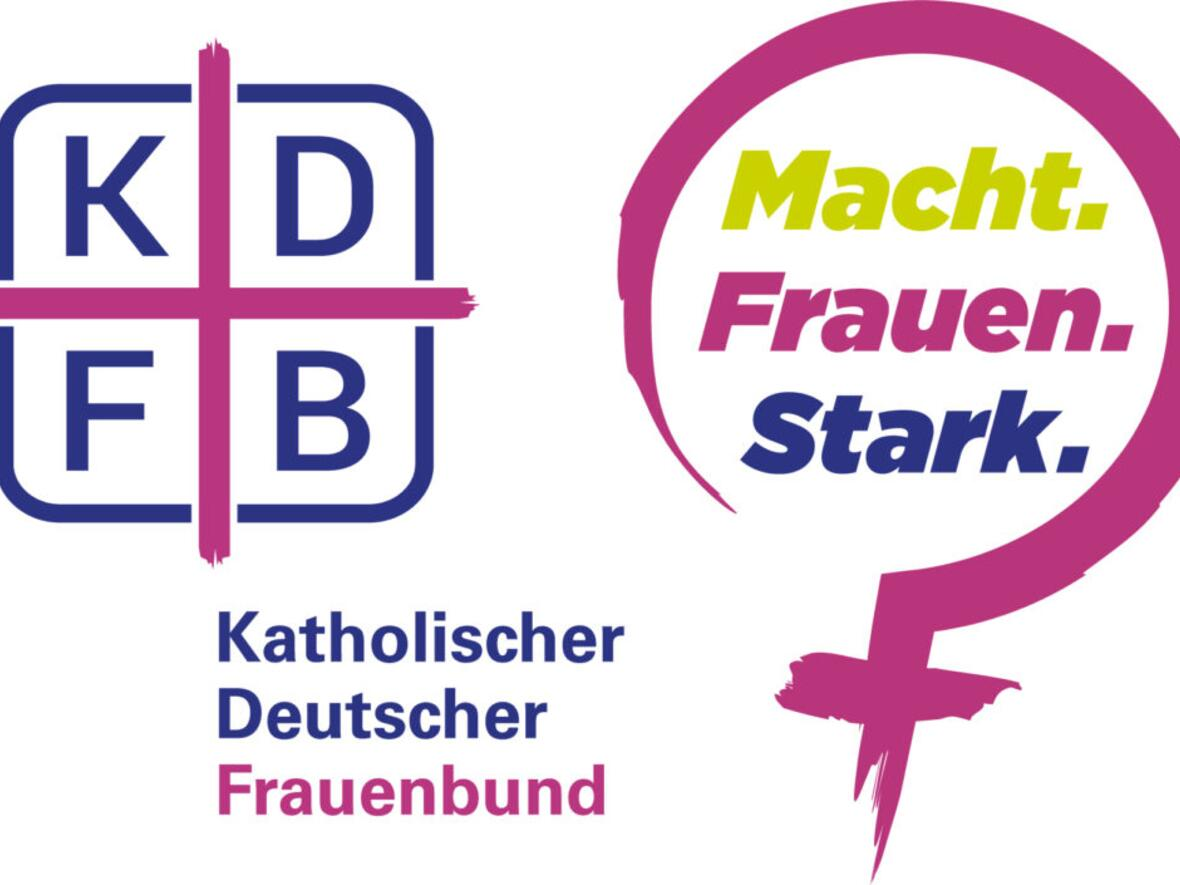 K D
F B
Katholischer
Deutscher
Frauenbund
Macht.
Frauen.
Stark.